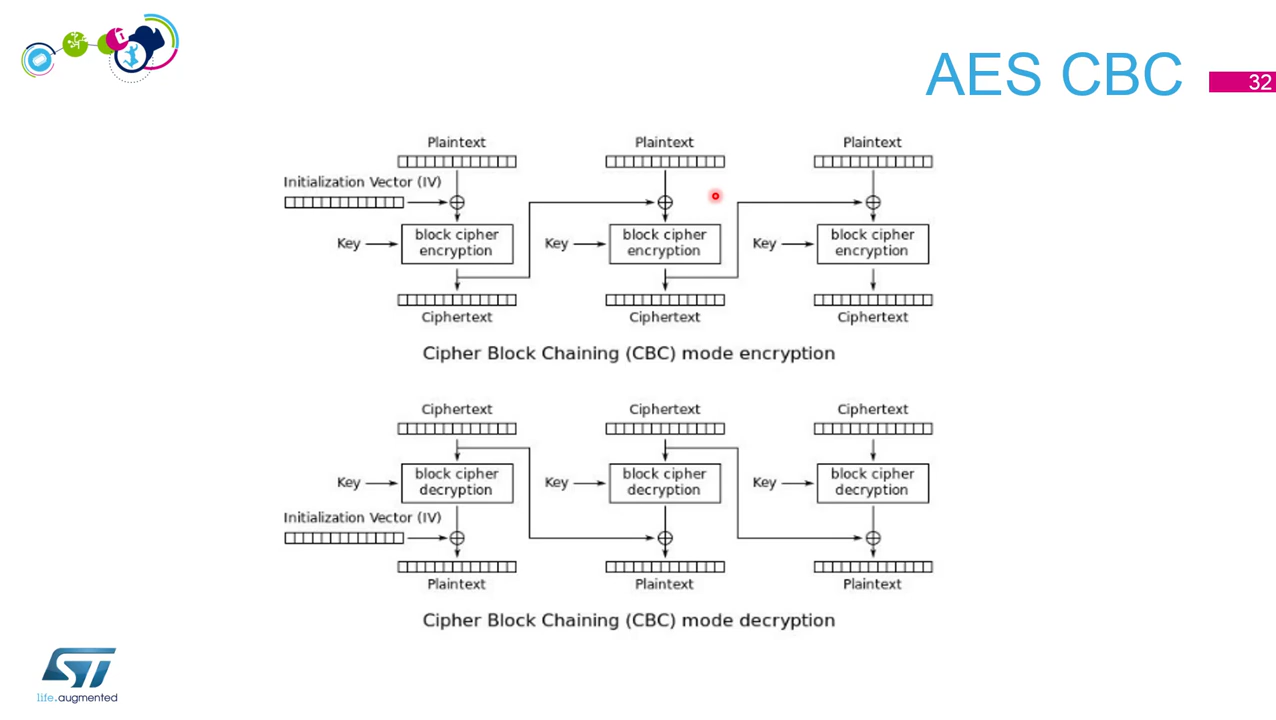 AES CBC
32
Plaintext Plaintext Plaintext
Initialization Vector (IV)
Key block cipher encryption Key block cipher encryption Key block cipher encryption
Ciphertext Ciphertext Ciphertext
Cipher Block Chaining (CBC) mode encryption
Ciphertext Ciphertext Ciphertext
Key block cipher decryption Key block cipher decryption Key block cipher decryption
Initialization Vector (IV)
Plaintext Plaintext Plaintext
Cipher Block Chaining (CBC) mode decryption
ST
life.augmented